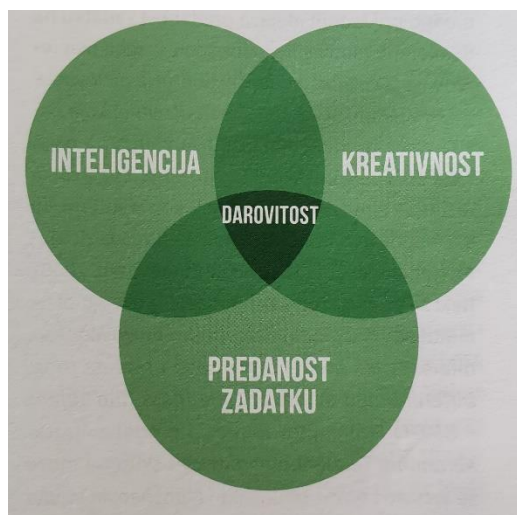 INTELIGENCIJA
KREATIVNOST
DAROVITOST
PREDANOST
ZADATKU